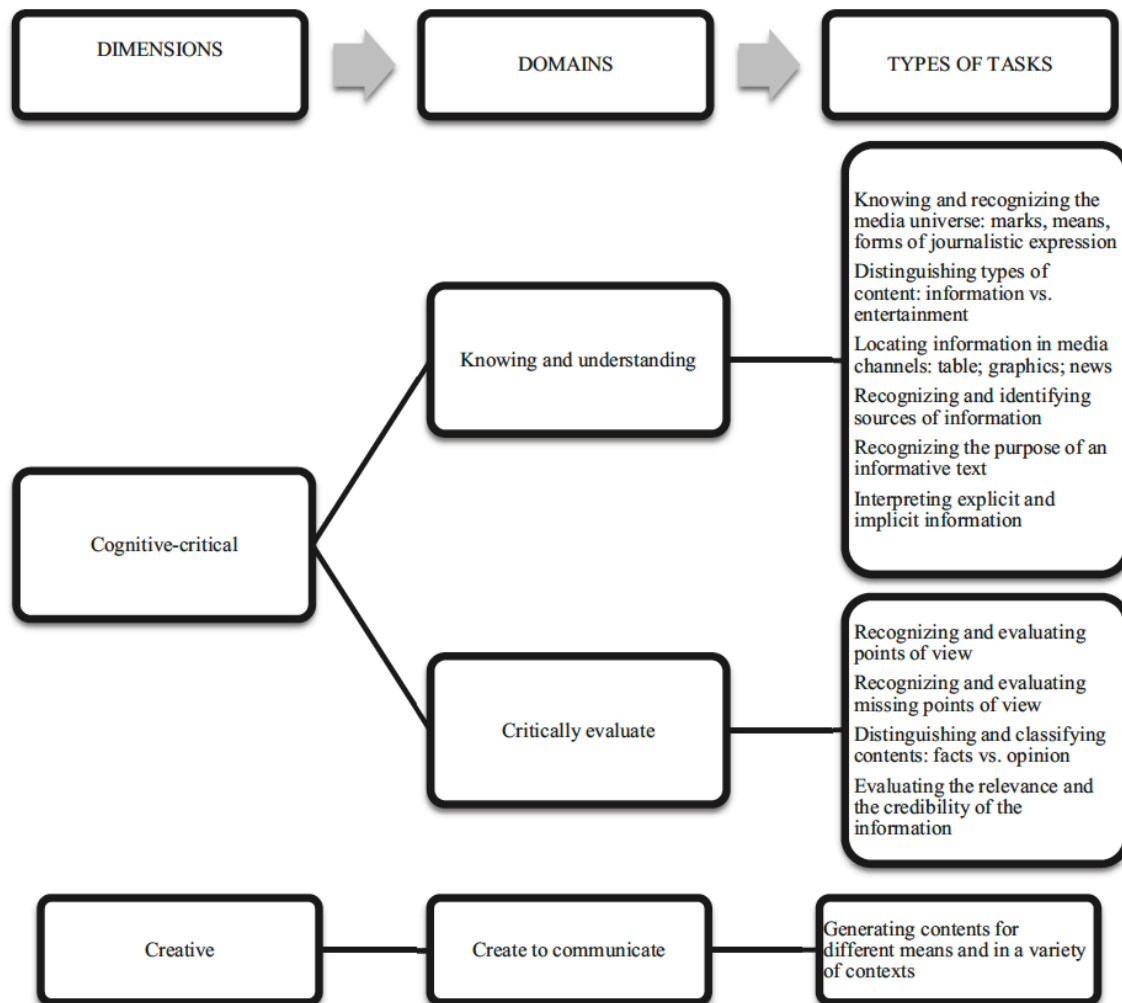 DIMENSIONS
DOMAINS
TYPES OF TASKS
Knowing and recognizing the
media universe: marks, means,
forms of journalistic expression
Distinguishing types of
content: information vs.
entertainment
Locating information in media
channels: table; graphics; news
Recognizing and identifying
sources of information
Recognizing the purpose of an
informative text
Interpreting explicit and
implicit information
Knowing and understanding
Cognitive-critical
Critically evaluate
Recognizing and evaluating
points of view
Recognizing and evaluating
missing points of view
Distinguishing and classifying
contents: facts vs. opinion
Evaluating the relevance and
the credibility of the
information
Creative
Create to communicate
Generating contents for
different means and in a variety
of contexts